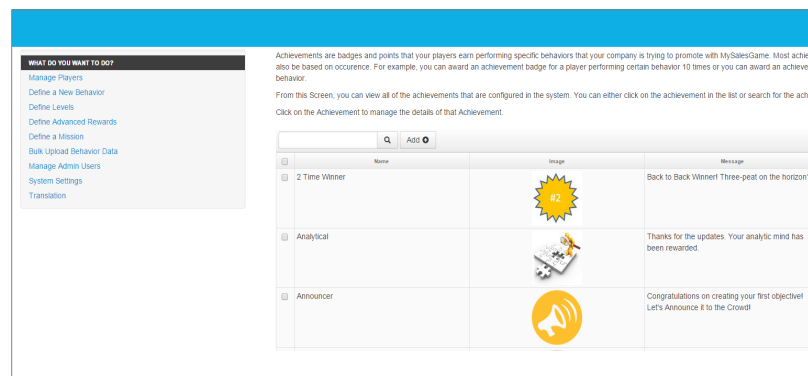 WHAT DO YOU WANT TO DO?
Manage Players
Define a New Behavior
Define Levels
Define Advanced Rewards
Define a Mission
Bulk Upload Behavior Data
Manage Admin Users
System Settings
Translation
Achievements are badges and points that your players earn performing specific behaviors that your company is trying to promote with MySalesGame. Most achie
also be based on occurence. For example, you can award an achievement badge for a player performing certain behavior 10 times or you can award an achieve
behavior.
From this Screen, you can view all of the achievements that are configured in the system. You can either click on the achievement in the list or search for the ach
Click on the Achievement to manage the details of that Achievement.
Add
Name Image Message
2 Time Winner #2 Back to Back Winner! Three-peat on the horizon
Analytical Thanks for the updates. Your analytic mind has
been rewarded.
Announcer Congratulations on creating your first objective!
Let's Announce it to the Crowd!